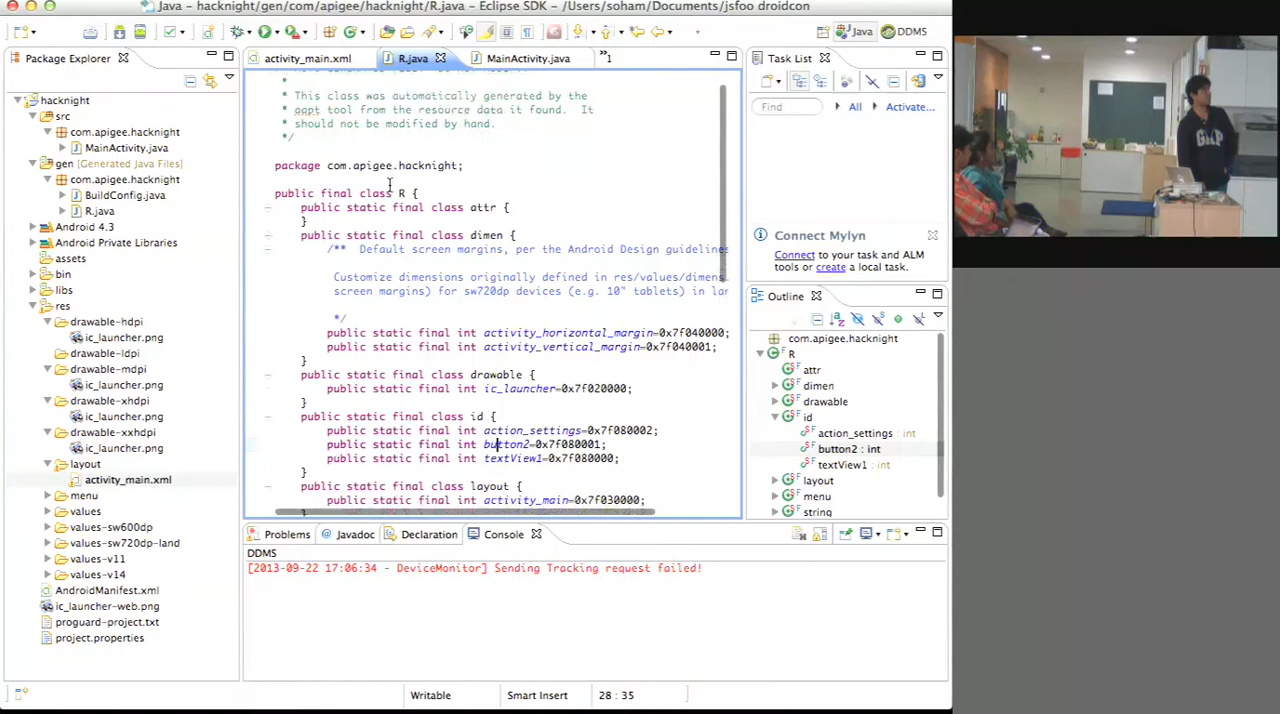 Java - hacknight/gen/com/apigee/hacknight/R.java - Eclipse SDK - /Users/soham/Documents/jsfoo droidcon
Java
DDMS
Package Explorer
hacknight
src
com.apigee.hacknight
MainActivity.java
gen [Generated Java Files]
com.apigee.hacknight
BuildConfig.java
R.java
Android 4.3
Android Private Libraries
assets
bin
libs
res
drawable-hdpi
ic_launcher.png
drawable-ldpi
drawable-mdpi
ic_launcher.png
drawable-xhdpi
ic_launcher.png
drawable-xxhdpi
ic_launcher.png
layout
activity_main.xml
menu
values
values-sw600dp
values-sw720dp-land
values-v11
values-v14
AndroidManifest.xml
ic_launcher-web.png
proguard-project.txt
project.properties
activity_main.xml
R.java
MainActivity.java
»1
*
* This class was automatically generated by the
* aapt tool from the resource data it found. It
* should not be modified by hand.
*/
package com.apigee.hacknight;
public final class R {
public static final class attr {
}
public static final class dimen {
/** Default screen margins, per the Android Design guidelines
Customize dimensions originally defined in res/values/dimens.
screen margins) for sw720dp devices (e.g. 10" tablets) in lan
*/
public static final int activity_horizontal_margin=0x7f040000;
public static final int activity_vertical_margin=0x7f040001;
}
public static final class drawable {
public static final int ic_launcher=0x7f020000;
}
public static final class id {
public static final int action_settings=0x7f080002;
public static final int button2=0x7f080001;
public static final int textView1=0x7f080000;
}
public static final class layout {
public static final int activity_main=0x7f030000;
}
Task List
Find
All
Activate...
Connect Mylyn
Connect to your task and ALM
tools or create a local task.
Outline
com.apigee.hacknight
R
attr
dimen
drawable
id
action_settings : int
button2 : int
textView1 : int
layout
menu
string
Problems
Javadoc
Declaration
Console
DDMS
[2013-09-22 17:06:34 - DeviceMonitor] Sending Tracking request failed!
Writable
Smart Insert
28 : 35
GAP